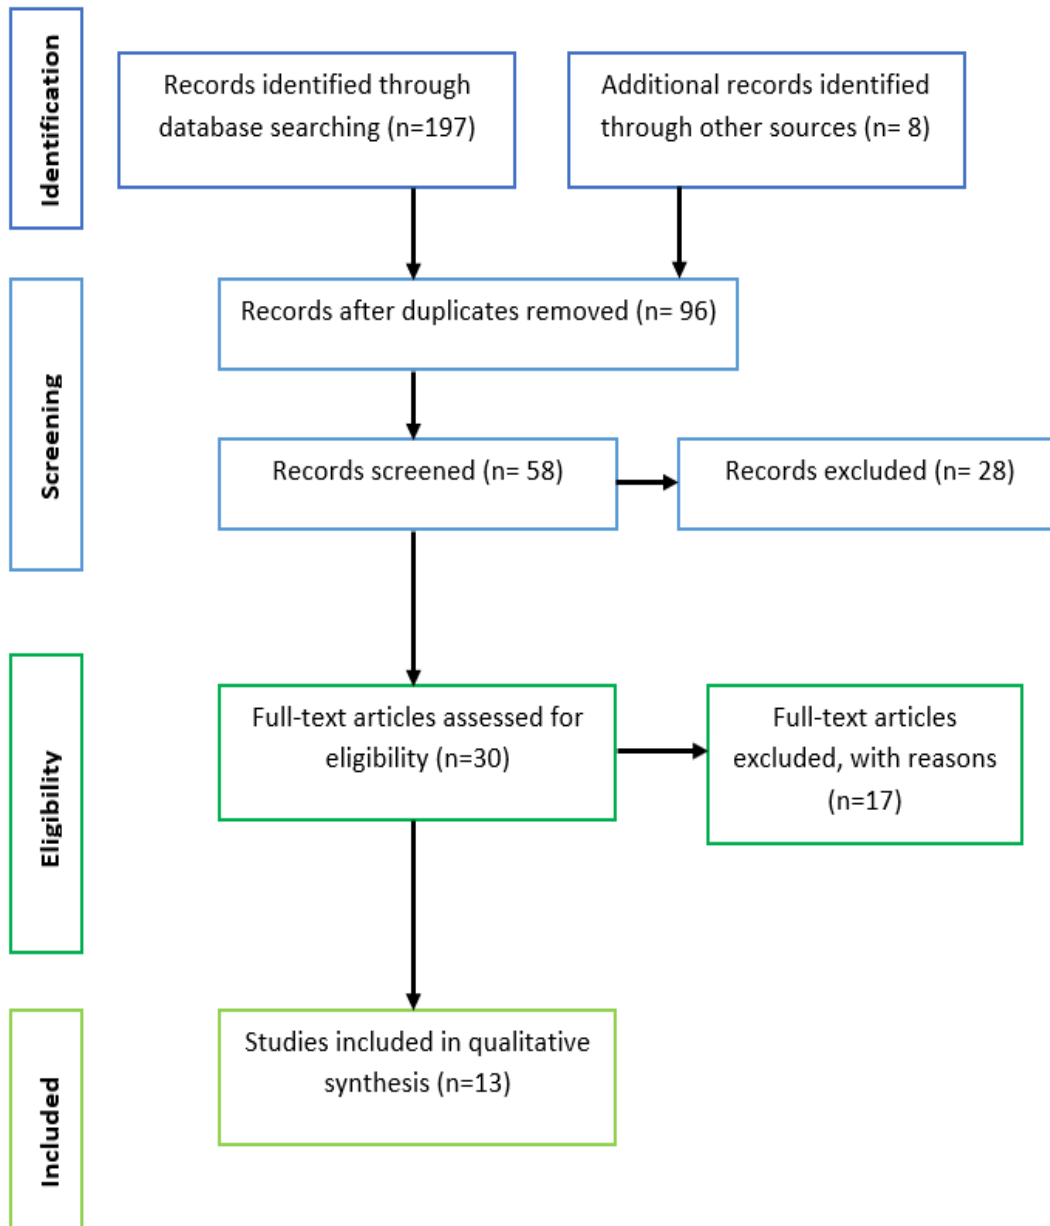 Identification
Records identified through
database searching (n=197)
Additional records identified
through other sources (n= 8)
Screening
Records after duplicates removed (n= 96)
Records screened (n= 58)
Records excluded (n= 28)
Eligibility
Full-text articles assessed for
eligibility (n=30)
Full-text articles
excluded, with reasons
(n=17)
Included
Studies included in qualitative
synthesis (n=13)